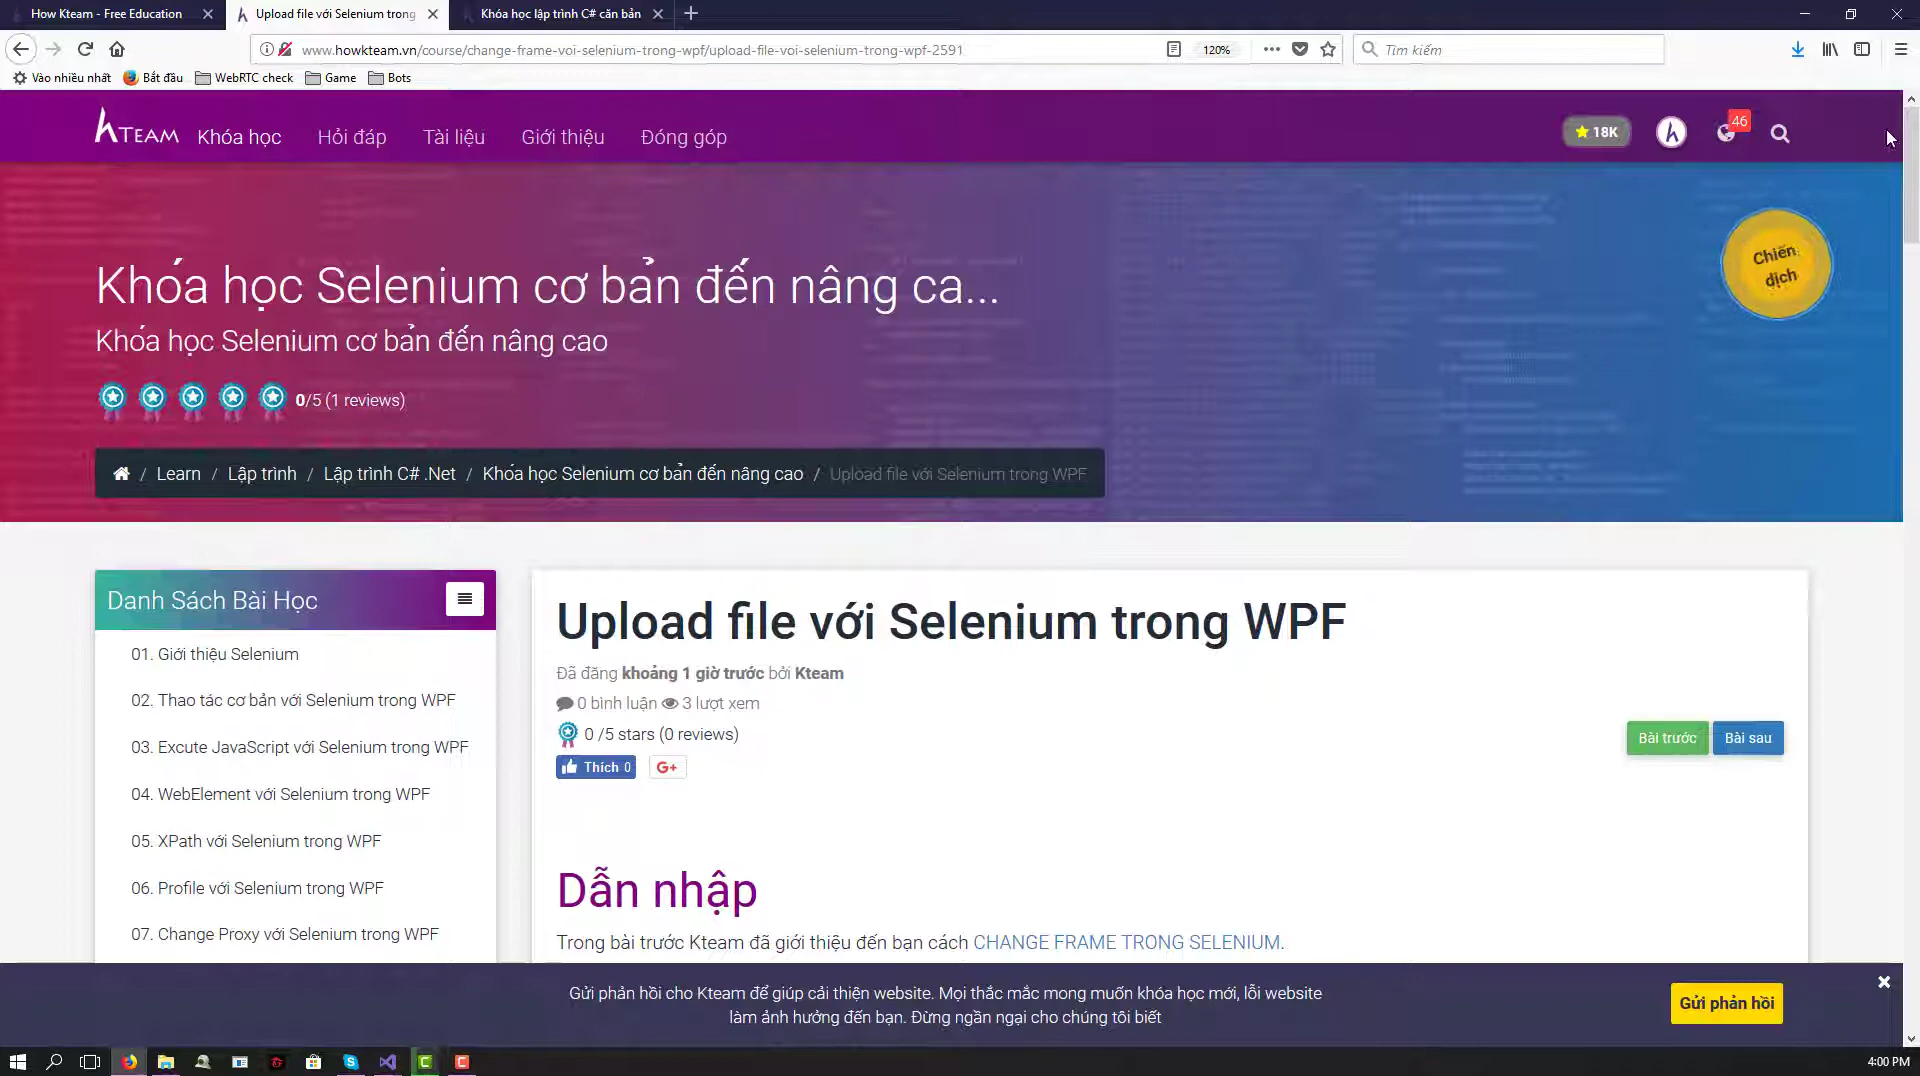 How Kteam - Free Education
Upload file với Selenium trong
Khóa học lập trình C# căn bản
www.howkteam.vn/course/change-frame-voi-selenium-trong-wpf/upload-file-voi-selenium-trong-wpf-2591
120%
Tìm kiếm
Vào nhiều nhất
Bắt đầu
WebRTC check
Game
Bots
hTEAM
Khóa học
Hỏi đáp
Tài liệu
Giới thiệu
Đóng góp
18K
46
Chiến
dịch
Khóa học Selenium cơ bản đến nâng ca...
Khóa học Selenium cơ bản đến nâng cao
0/5 (1 reviews)
/ Learn / Lập trình / Lập trình C# .Net / Khóa học Selenium cơ bản đến nâng cao / Upload file với Selenium trong WPF
Danh Sách Bài Học
01. Giới thiệu Selenium
02. Thao tác cơ bản với Selenium trong WPF
03. Excute JavaScript với Selenium trong WPF
04. WebElement với Selenium trong WPF
05. XPath với Selenium trong WPF
06. Profile với Selenium trong WPF
07. Change Proxy với Selenium trong WPF
Upload file với Selenium trong WPF
Đã đăng khoảng 1 giờ trước bởi Kteam
0 bình luận 3 lượt xem
0 /5 stars (0 reviews)
Thích 0
G+
Bài trước
Bài sau
Dẫn nhập
Trong bài trước Kteam đã giới thiệu đến bạn cách CHANGE FRAME TRONG SELENIUM.
Gửi phản hồi cho Kteam để giúp cải thiện website. Mọi thắc mắc mong muốn khóa học mới, lỗi website
làm ảnh hưởng đến bạn. Đừng ngần ngại cho chúng tôi biết
Gửi phản hồi
4:00 PM